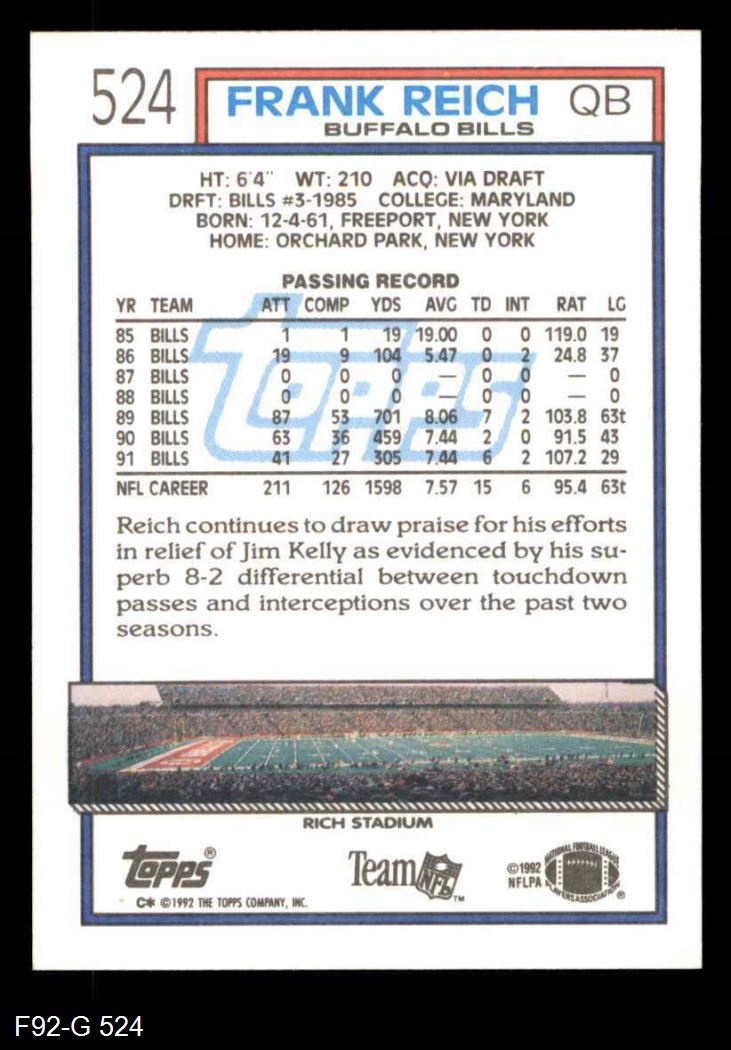 524 FRANK REICH QB
BUFFALO BILLS
HT: 6'4" WT: 210 ACQ: VIA DRAFT
DRFT: BILLS #3-1985 COLLEGE: MARYLAND
BORN: 12-4-61, FREEPORT, NEW YORK
HOME: ORCHARD PARK, NEW YORK
PASSING RECORD
YR TEAM ATT COMP YDS AVG TD INT RAT LG
85 BILLS 1 1 19 19.00 0 0 119.0 19
86 BILLS 19 9 104 5.47 0 2 24.8 37
87 BILLS 0 0 0 — 0 0 — 0
88 BILLS 0 0 0 — 0 0 — 0
89 BILLS 87 53 701 8.06 7 2 103.8 63t
90 BILLS 63 36 459 7.44 2 0 91.5 43
91 BILLS 41 27 305 7.44 6 2 107.2 29
NFL CAREER 211 126 1598 7.57 15 6 95.4 63t
topps
Reich continues to draw praise for his efforts
in relief of Jim Kelly as evidenced by his su-
perb 8-2 differential between touchdown
passes and interceptions over the past two
seasons.
RICH STADIUM
topps®
Team NFL™
©1992
NFLPA
NATIONAL FOOTBALL LEAGUE
PLAYERS ASSOCIATION®
C* ©1992 THE TOPPS COMPANY, INC.
F92-G 524